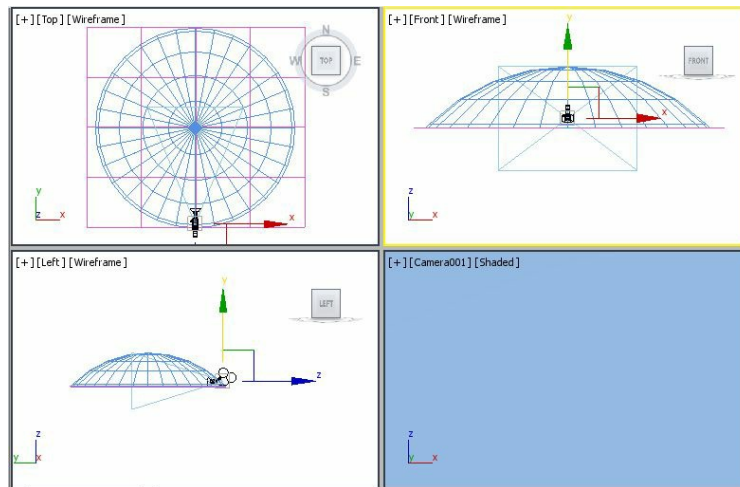 [+] [Top] [Wireframe]
N
W TOP E
S
x
y
z x
[+] [Front] [Wireframe]
y
FRONT
x
z
y x
[+] [Left] [Wireframe]
y
LEFT
z
z
y x
[+] [Camera001] [Shaded]
z
y x